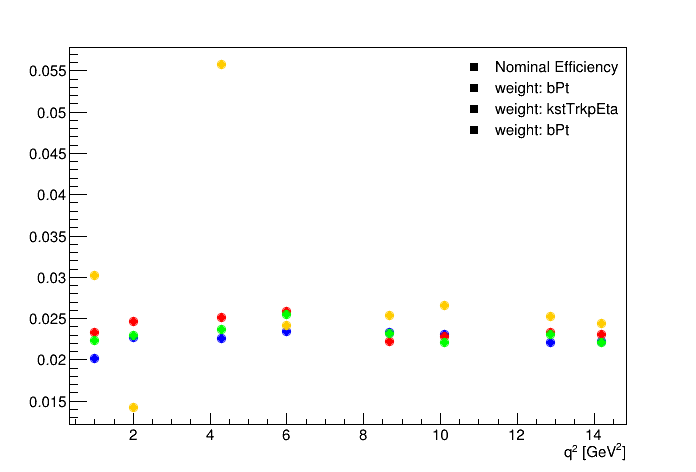 0.055
Nominal Efficiency
weight: bPt
0.05
weight: kstTrkpEta
weight: bPt
0.045
0.04
0.035
0.03
0.025
0.02
0.015
2 4 6 8 10 12 14
q² [GeV²]